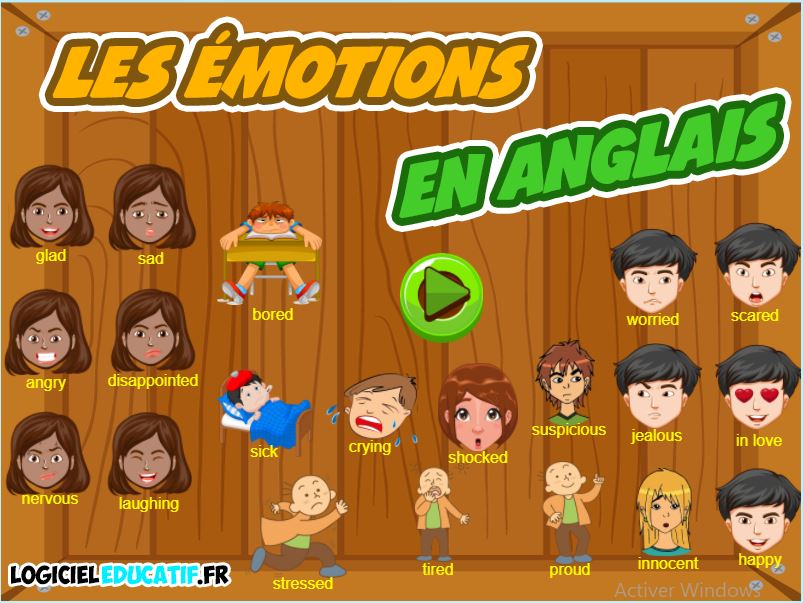 LES ÉMOTIONS
EN ANGLAIS
glad
sad
bored
worried
scared
angry
disappointed
sick
crying
shocked
suspicious
jealous
in love
nervous
laughing
stressed
tired
proud
innocent
happy
LOGICIELEDUCATIF.FR
Activer Windows